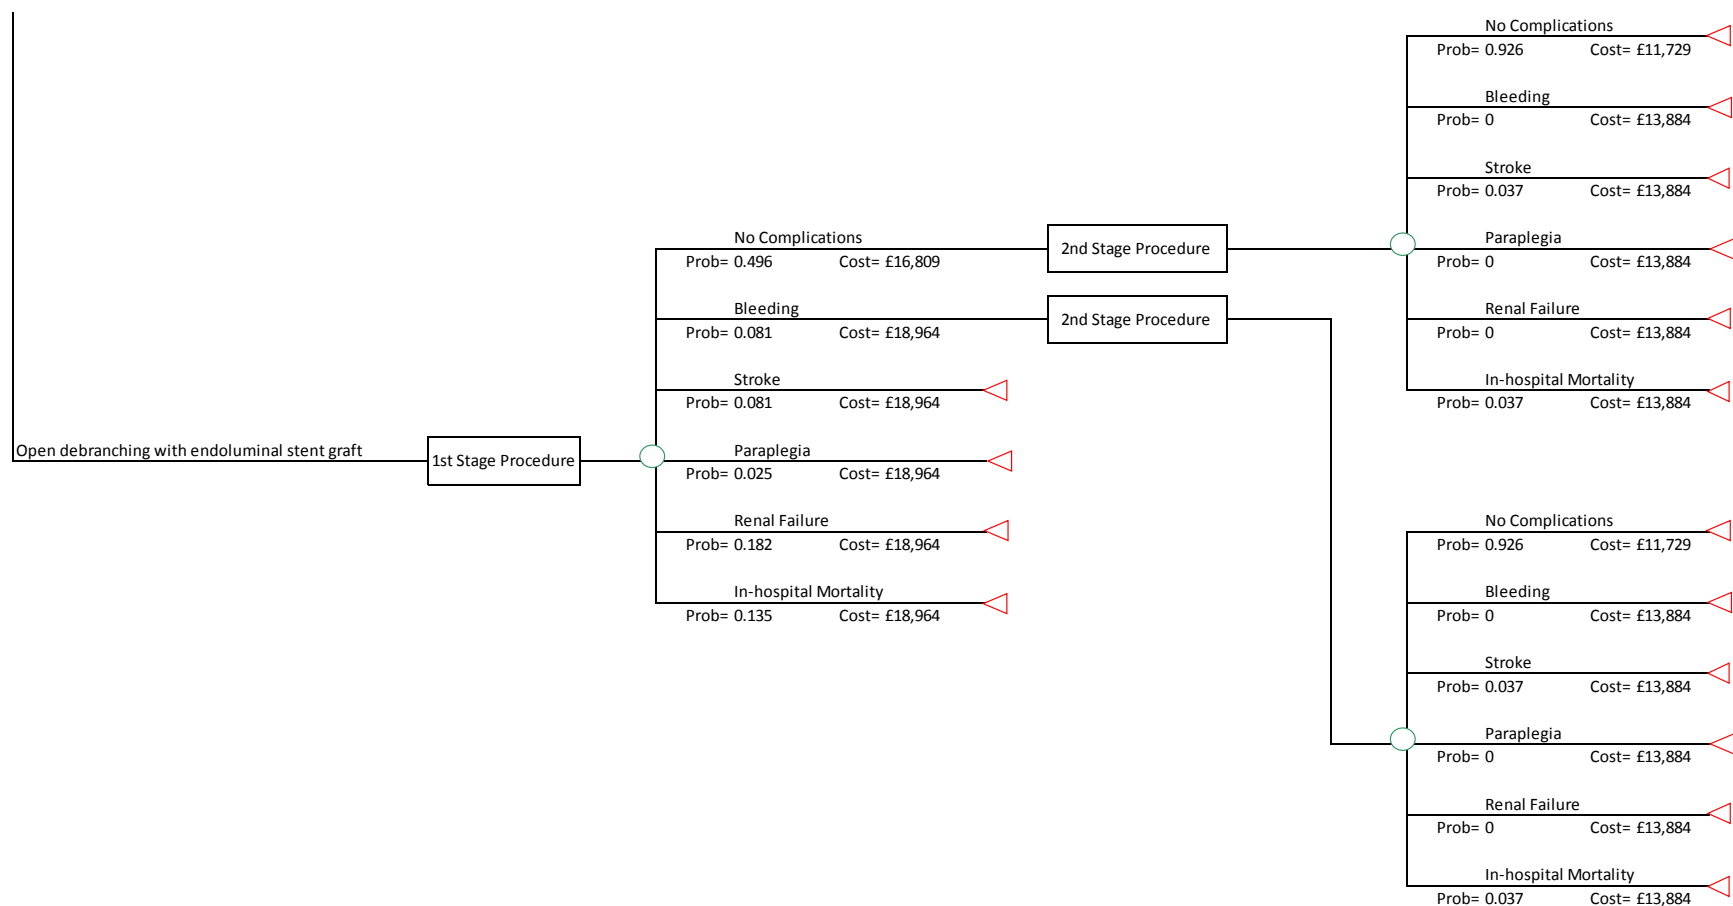 No Complications
Prob= 0.926 Cost= £11,729
Bleeding
Prob= 0 Cost= £13,884
Stroke
Prob= 0.037 Cost= £13,884
No Complications
Prob= 0.496 Cost= £16,809
2nd Stage Procedure
Paraplegia
Prob= 0 Cost= £13,884
Bleeding
Prob= 0.081 Cost= £18,964
2nd Stage Procedure
Renal Failure
Prob= 0 Cost= £13,884
Stroke
Prob= 0.081 Cost= £18,964
In-hospital Mortality
Prob= 0.037 Cost= £13,884
Open debranching with endoluminal stent graft
1st Stage Procedure
Paraplegia
Prob= 0.025 Cost= £18,964
Renal Failure
Prob= 0.182 Cost= £18,964
In-hospital Mortality
Prob= 0.135 Cost= £18,964
No Complications
Prob= 0.926 Cost= £11,729
Bleeding
Prob= 0 Cost= £13,884
Stroke
Prob= 0.037 Cost= £13,884
Paraplegia
Prob= 0 Cost= £13,884
Renal Failure
Prob= 0 Cost= £13,884
In-hospital Mortality
Prob= 0.037 Cost= £13,884